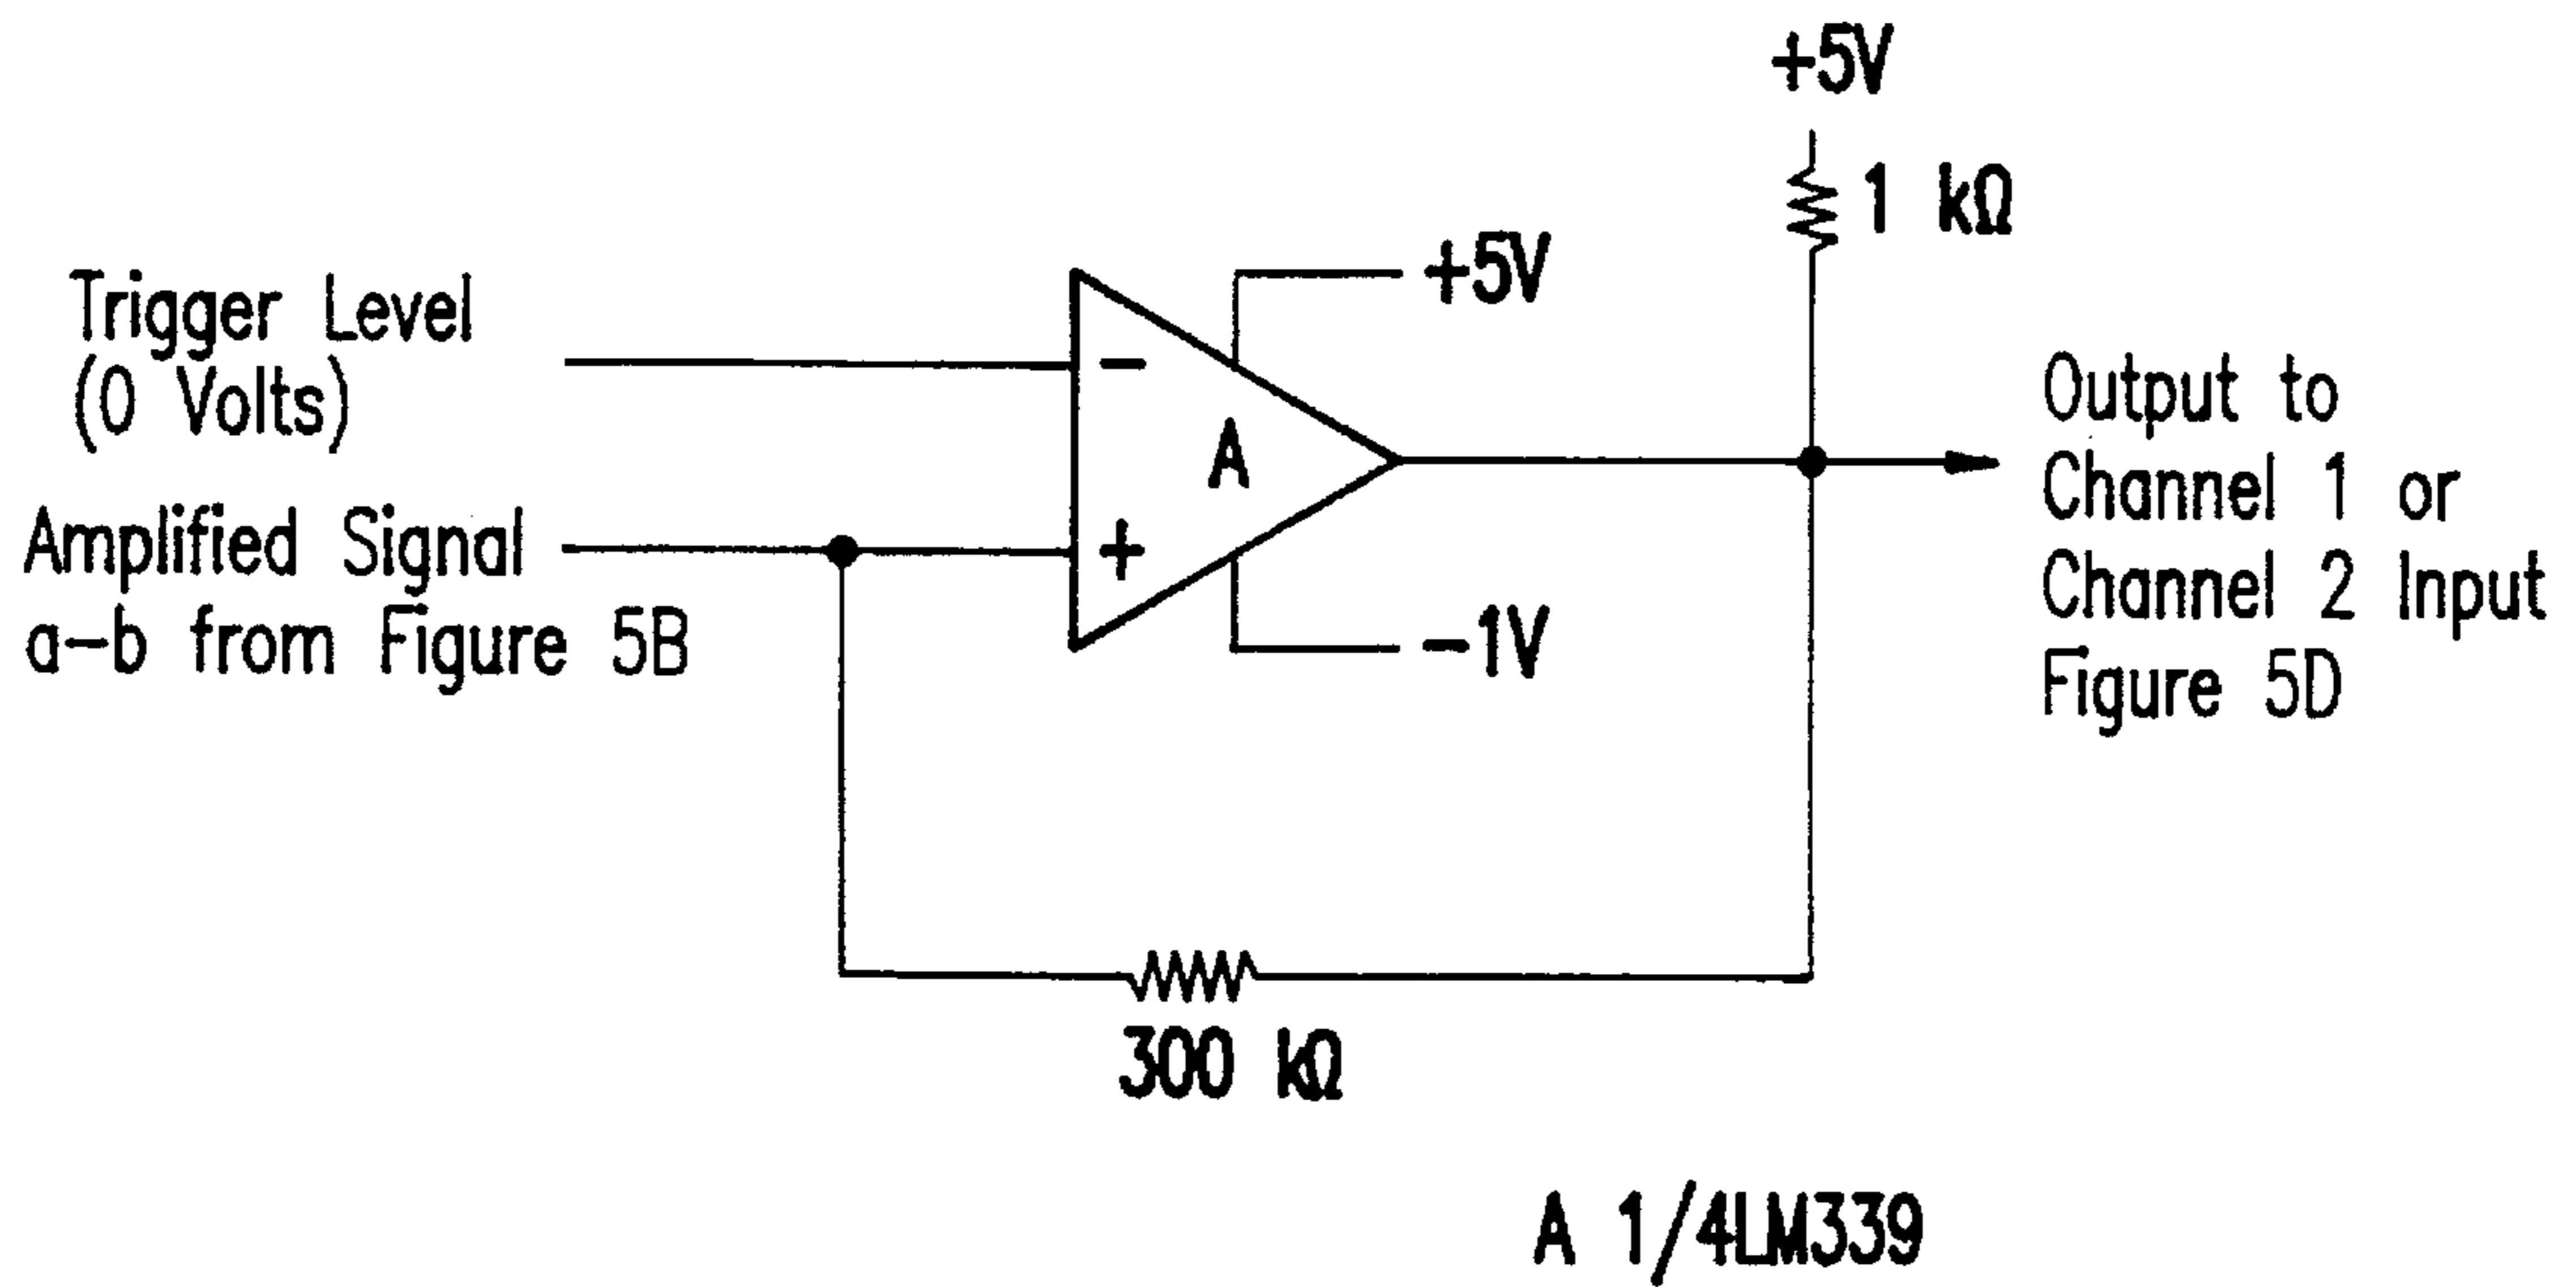 +5V
1 kΩ
+5V
Trigger Level
(0 Volts)
-
A
Amplified Signal
a-b from Figure 5B
+
-1V
Output to
Channel 1 or
Channel 2 Input
Figure 5D
300 kΩ
A 1/4LM339